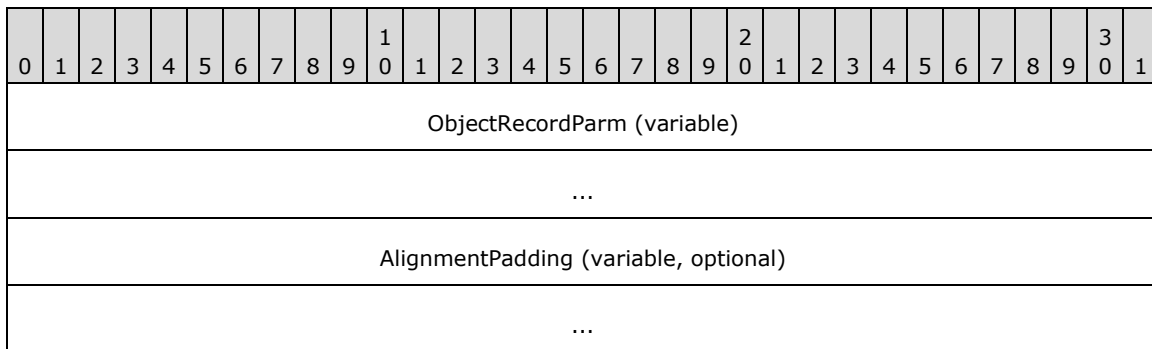 1 2 3
0 1 2 3 4 5 6 7 8 9 0 1 2 3 4 5 6 7 8 9 0 1 2 3 4 5 6 7 8 9 0 1
ObjectRecordParm (variable)
...
AlignmentPadding (variable, optional)
...